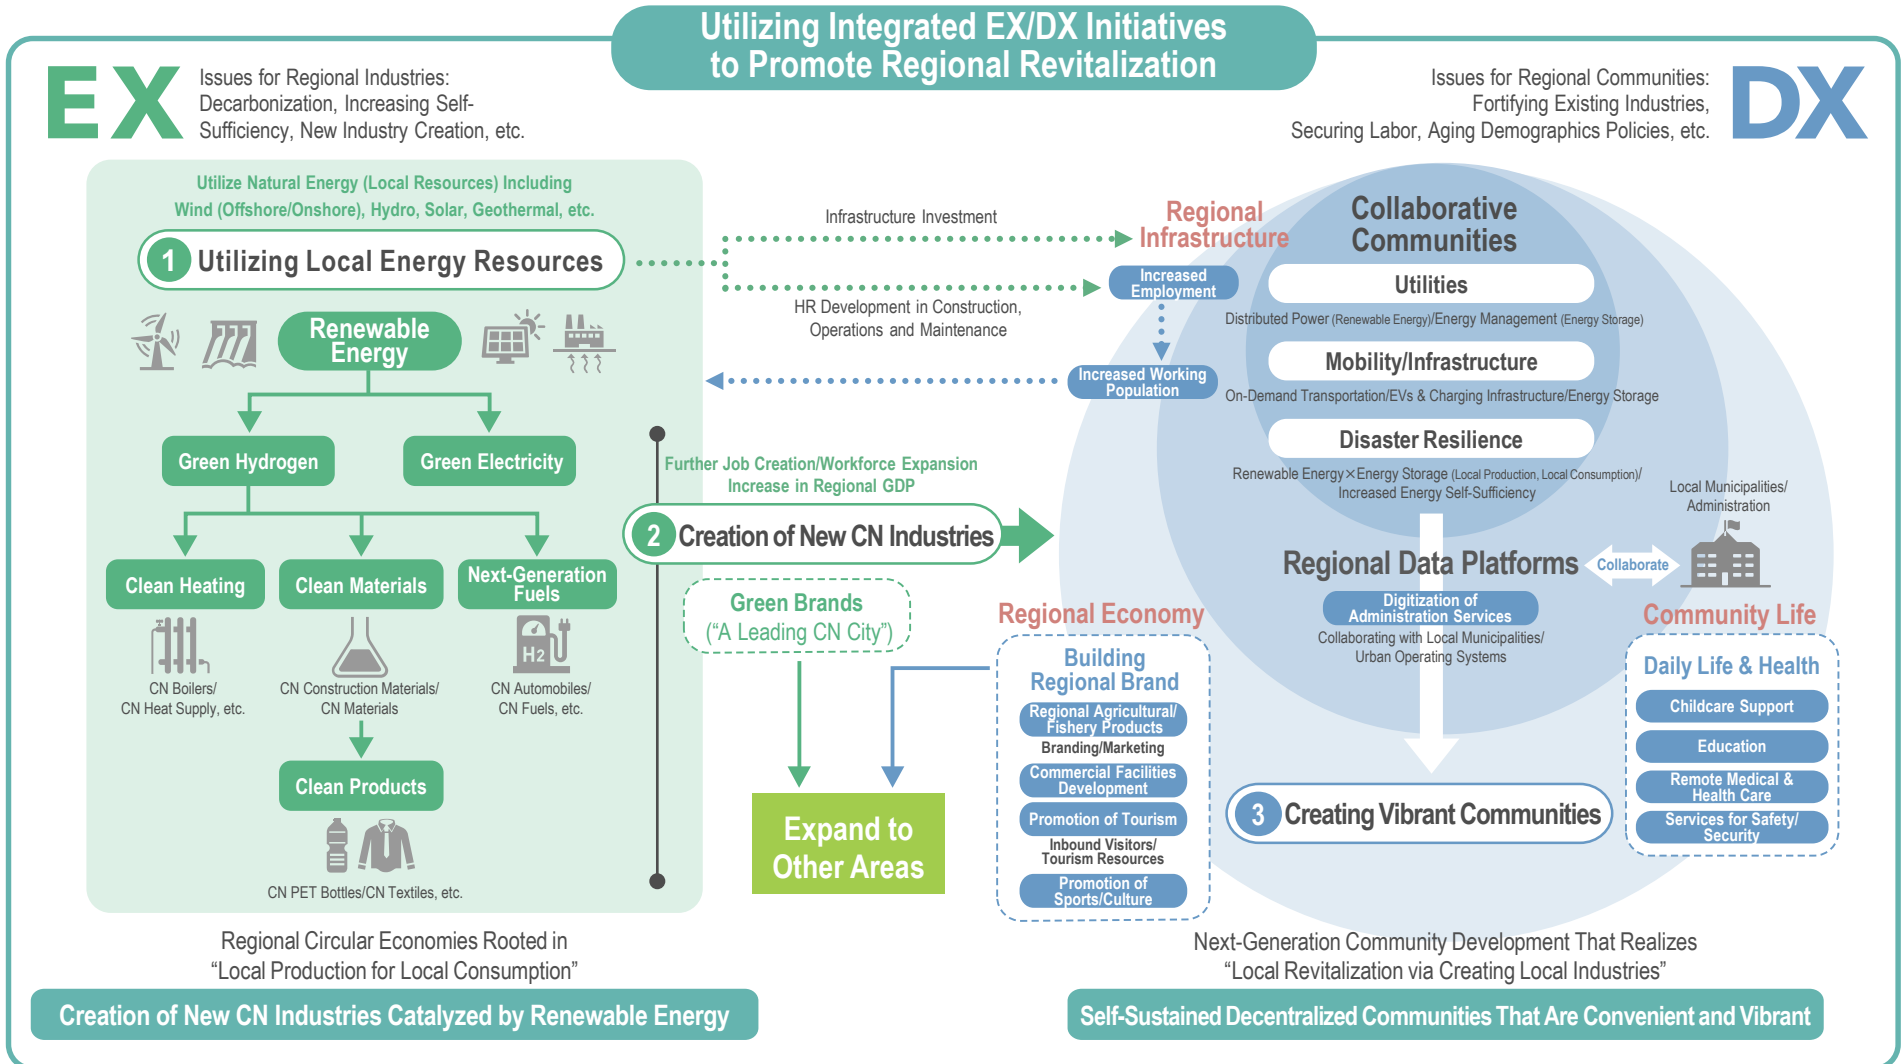 Utilizing Integrated EX/DX Initiatives
to Promote Regional Revitalization
EX
Issues for Regional Industries:
Decarbonization, Increasing Self-
Sufficiency, New Industry Creation, etc.
Issues for Regional Communities:
Fortifying Existing Industries,
Securing Labor, Aging Demographics Policies, etc.
DX
Utilize Natural Energy (Local Resources) Including
Wind (Offshore/Onshore), Hydro, Solar, Geothermal, etc.
1 Utilizing Local Energy Resources
Renewable
Energy
Green Hydrogen
Green Electricity
Clean Heating
Clean Materials
Next-Generation
Fuels
H2
CN Boilers/
CN Heat Supply, etc.
CN Construction Materials/
CN Materials
CN Automobiles/
CN Fuels, etc.
Clean Products
CN PET Bottles/CN Textiles, etc.
Regional Circular Economies Rooted in
“Local Production for Local Consumption”
Creation of New CN Industries Catalyzed by Renewable Energy
Infrastructure Investment
HR Development in Construction,
Operations and Maintenance
Regional
Infrastructure
Increased
Employment
Increased Working
Population
Further Job Creation/Workforce Expansion
Increase in Regional GDP
2 Creation of New CN Industries
Green Brands
(“A Leading CN City”)
Expand to
Other Areas
Collaborative
Communities
Utilities
Distributed Power (Renewable Energy)/Energy Management (Energy Storage)
Mobility/Infrastructure
On-Demand Transportation/EVs & Charging Infrastructure/Energy Storage
Disaster Resilience
Renewable Energy×Energy Storage (Local Production, Local Consumption)/
Increased Energy Self-Sufficiency
Local Municipalities/
Administration
Regional Data Platforms
Collaborate
Digitization of
Administration Services
Collaborating with Local Municipalities/
Urban Operating Systems
Regional Economy
Building
Regional Brand
Regional Agricultural/
Fishery Products
Branding/Marketing
Commercial Facilities
Development
Promotion of Tourism
Inbound Visitors/
Tourism Resources
Promotion of
Sports/Culture
3 Creating Vibrant Communities
Community Life
Daily Life & Health
Childcare Support
Education
Remote Medical &
Health Care
Services for Safety/
Security
Next-Generation Community Development That Realizes
“Local Revitalization via Creating Local Industries”
Self-Sustained Decentralized Communities That Are Convenient and Vibrant